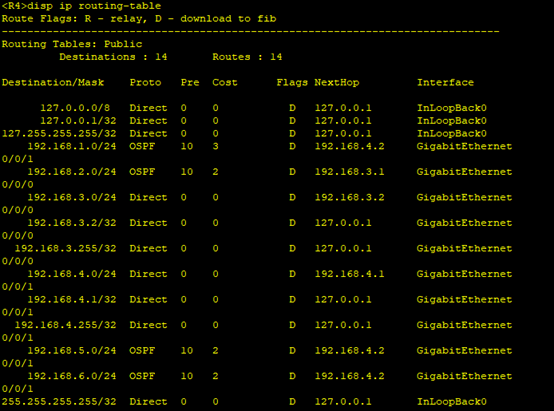 <R4>disp ip routing-table
Route Flags: R - relay, D - download to fib
------------------------------------------------------------------------------
Routing Tables: Public
         Destinations : 14       Routes : 14

Destination/Mask    Proto   Pre  Cost      Flags NextHop         Interface

      127.0.0.0/8   Direct  0    0           D   127.0.0.1       InLoopBack0
      127.0.0.1/32  Direct  0    0           D   127.0.0.1       InLoopBack0
127.255.255.255/32  Direct  0    0           D   127.0.0.1       InLoopBack0
    192.168.1.0/24  OSPF    10   3           D   192.168.4.2     GigabitEthernet
0/0/1
    192.168.2.0/24  OSPF    10   2           D   192.168.3.1     GigabitEthernet
0/0/0
    192.168.3.0/24  Direct  0    0           D   192.168.3.2     GigabitEthernet
0/0/0
    192.168.3.2/32  Direct  0    0           D   127.0.0.1       GigabitEthernet
0/0/0
  192.168.3.255/32  Direct  0    0           D   127.0.0.1       GigabitEthernet
0/0/0
    192.168.4.0/24  Direct  0    0           D   192.168.4.1     GigabitEthernet
0/0/1
    192.168.4.1/32  Direct  0    0           D   127.0.0.1       GigabitEthernet
0/0/1
  192.168.4.255/32  Direct  0    0           D   127.0.0.1       GigabitEthernet
0/0/1
    192.168.5.0/24  OSPF    10   2           D   192.168.4.2     GigabitEthernet
0/0/1
    192.168.6.0/24  OSPF    10   2           D   192.168.4.2     GigabitEthernet
0/0/1
255.255.255.255/32  Direct  0    0           D   127.0.0.1       InLoopBack0